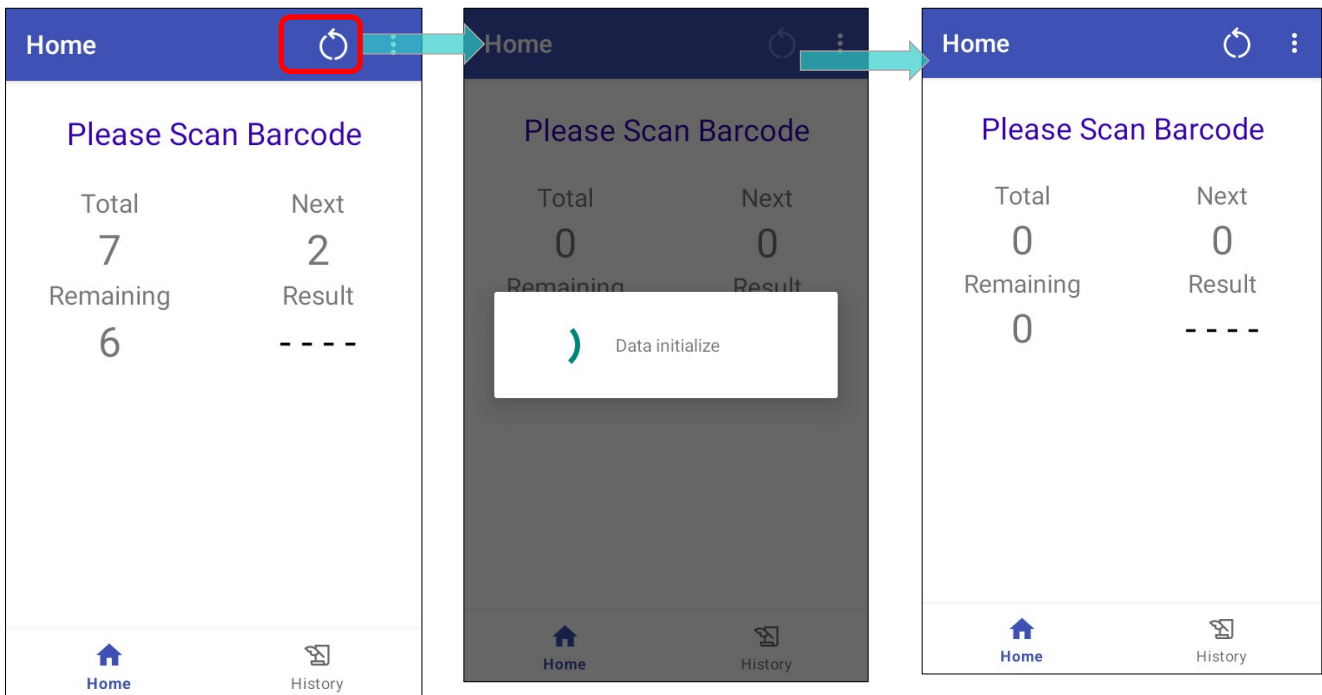 Home
Please Scan Barcode
Total Next
7 2
Remaining Result
6 - - - -
Home History
Home
Please Scan Barcode
Total Next
0 0
Remaining Result
Data initialize
Home History
Home
Please Scan Barcode
Total Next
0 0
Remaining Result
0 - - - -
Home History